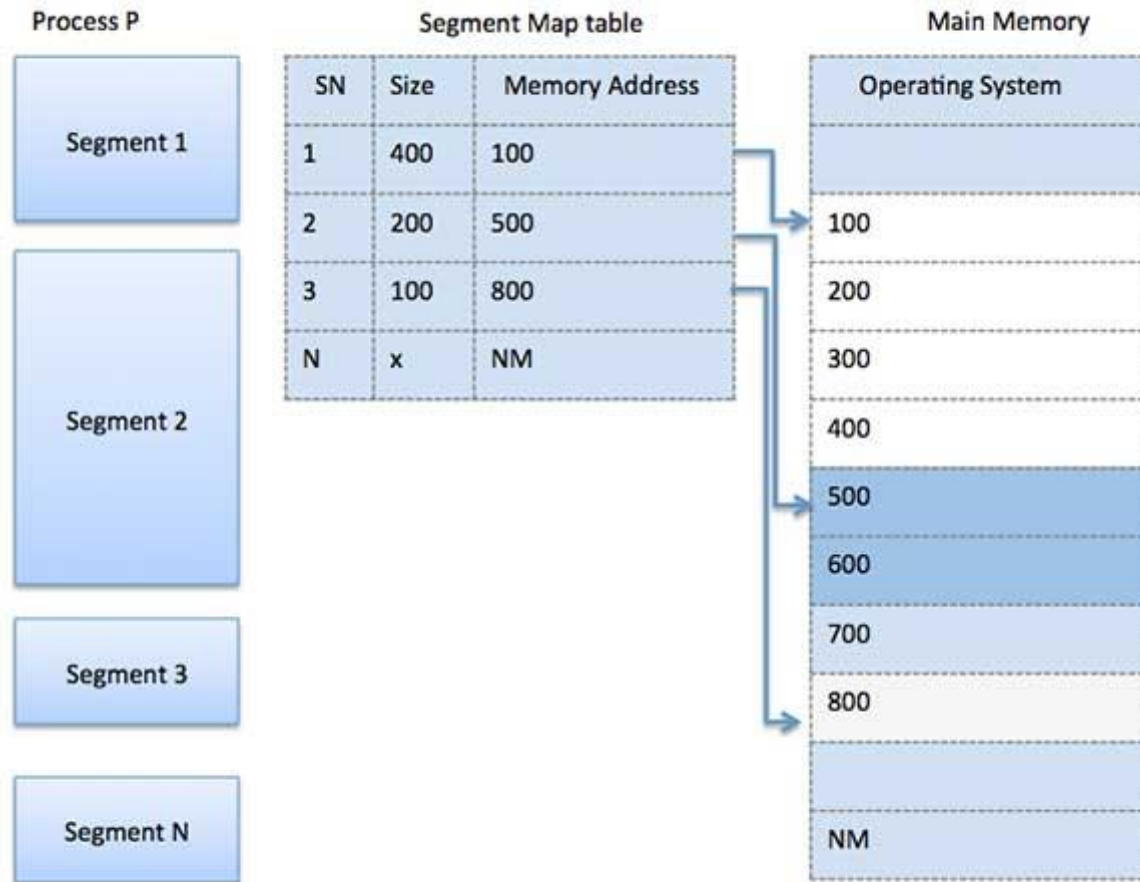 Process P
Segment 1
Segment 2
Segment 3
Segment N
Segment Map table
SN Size Memory Address
1 400 100
2 200 500
3 100 800
N x NM
Main Memory
Operating System
100
200
300
400
500
600
700
800
NM